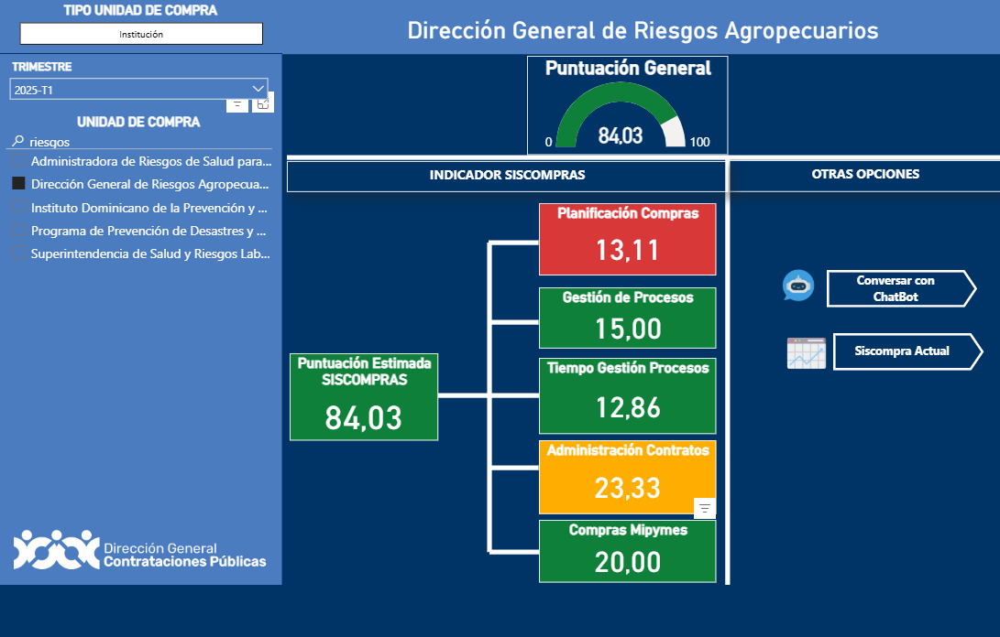 TIPO UNIDAD DE COMPRA
Institución
Dirección General de Riesgos Agropecuarios
TRIMESTRE
2025-T1
UNIDAD DE COMPRA
riesgos
Administradora de Riesgos de Salud para...
Dirección General de Riesgos Agropecua...
Instituto Dominicano de la Prevención y ...
Programa de Prevención de Desastres y ...
Superintendencia de Salud y Riesgos Lab...
Puntuación General
84,03
0
100
INDICADOR SISCOMPRAS
OTRAS OPCIONES
Puntuación Estimada
SISCOMPRAS
84,03
Planificación Compras
13,11
Gestión de Procesos
15,00
Tiempo Gestión Procesos
12,86
Administración Contratos
23,33
Compras Mipymes
20,00
Conversar con
ChatBot
Siscompra Actual
Dirección General
Contrataciones Públicas